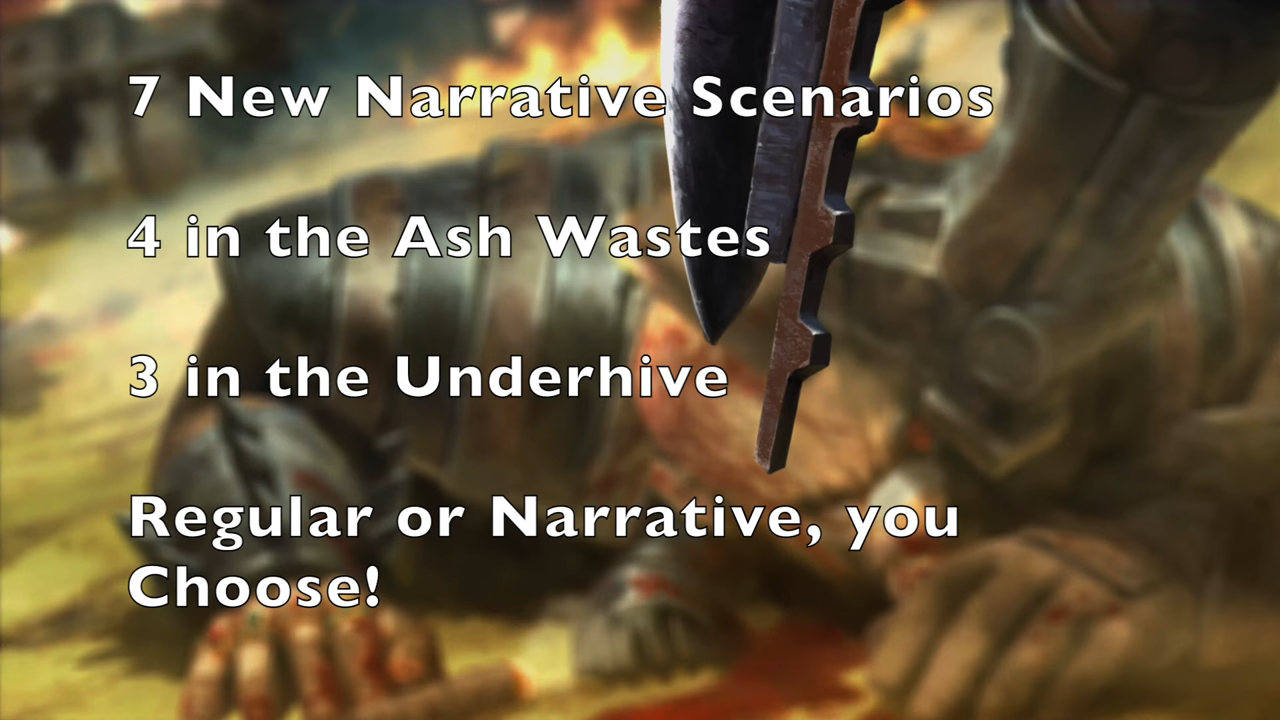 7 New Narrative Scenarios
4 in the Ash Wastes
3 in the Underhive
Regular or Narrative, you
Choose!